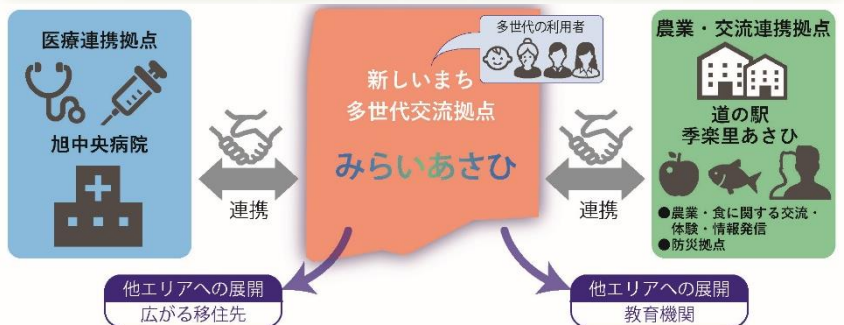 医療連携拠点
旭中央病院
連携
多世代の利用者
新しいまち
多世代交流拠点
みらいあさひ
連携
農業・交流連携拠点
道の駅
季楽里あさひ
●農業・食に関する交流・
体験・情報発信
●防災拠点
他エリアへの展開
広がる移住先
他エリアへの展開
教育機関